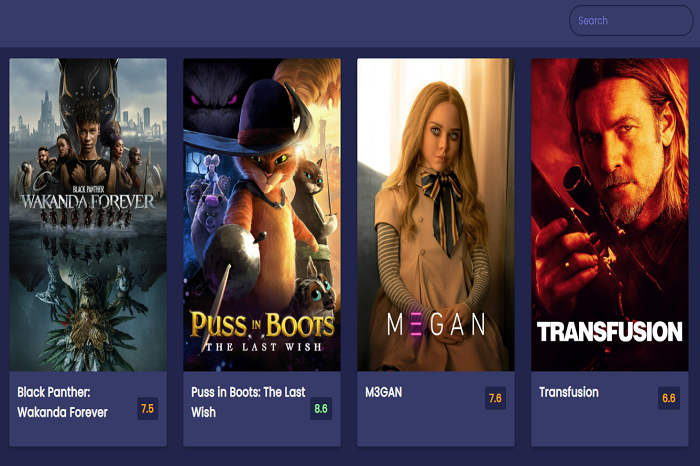 Search
BLACK PANTHER
WAKANDA FOREVER
PUSS IN BOOTS
THE LAST WISH
M3GAN
TRANSFUSION
Black Panther:
Wakanda Forever
7.5
Puss in Boots: The Last
Wish
8.6
M3GAN
7.6
Transfusion
6.6